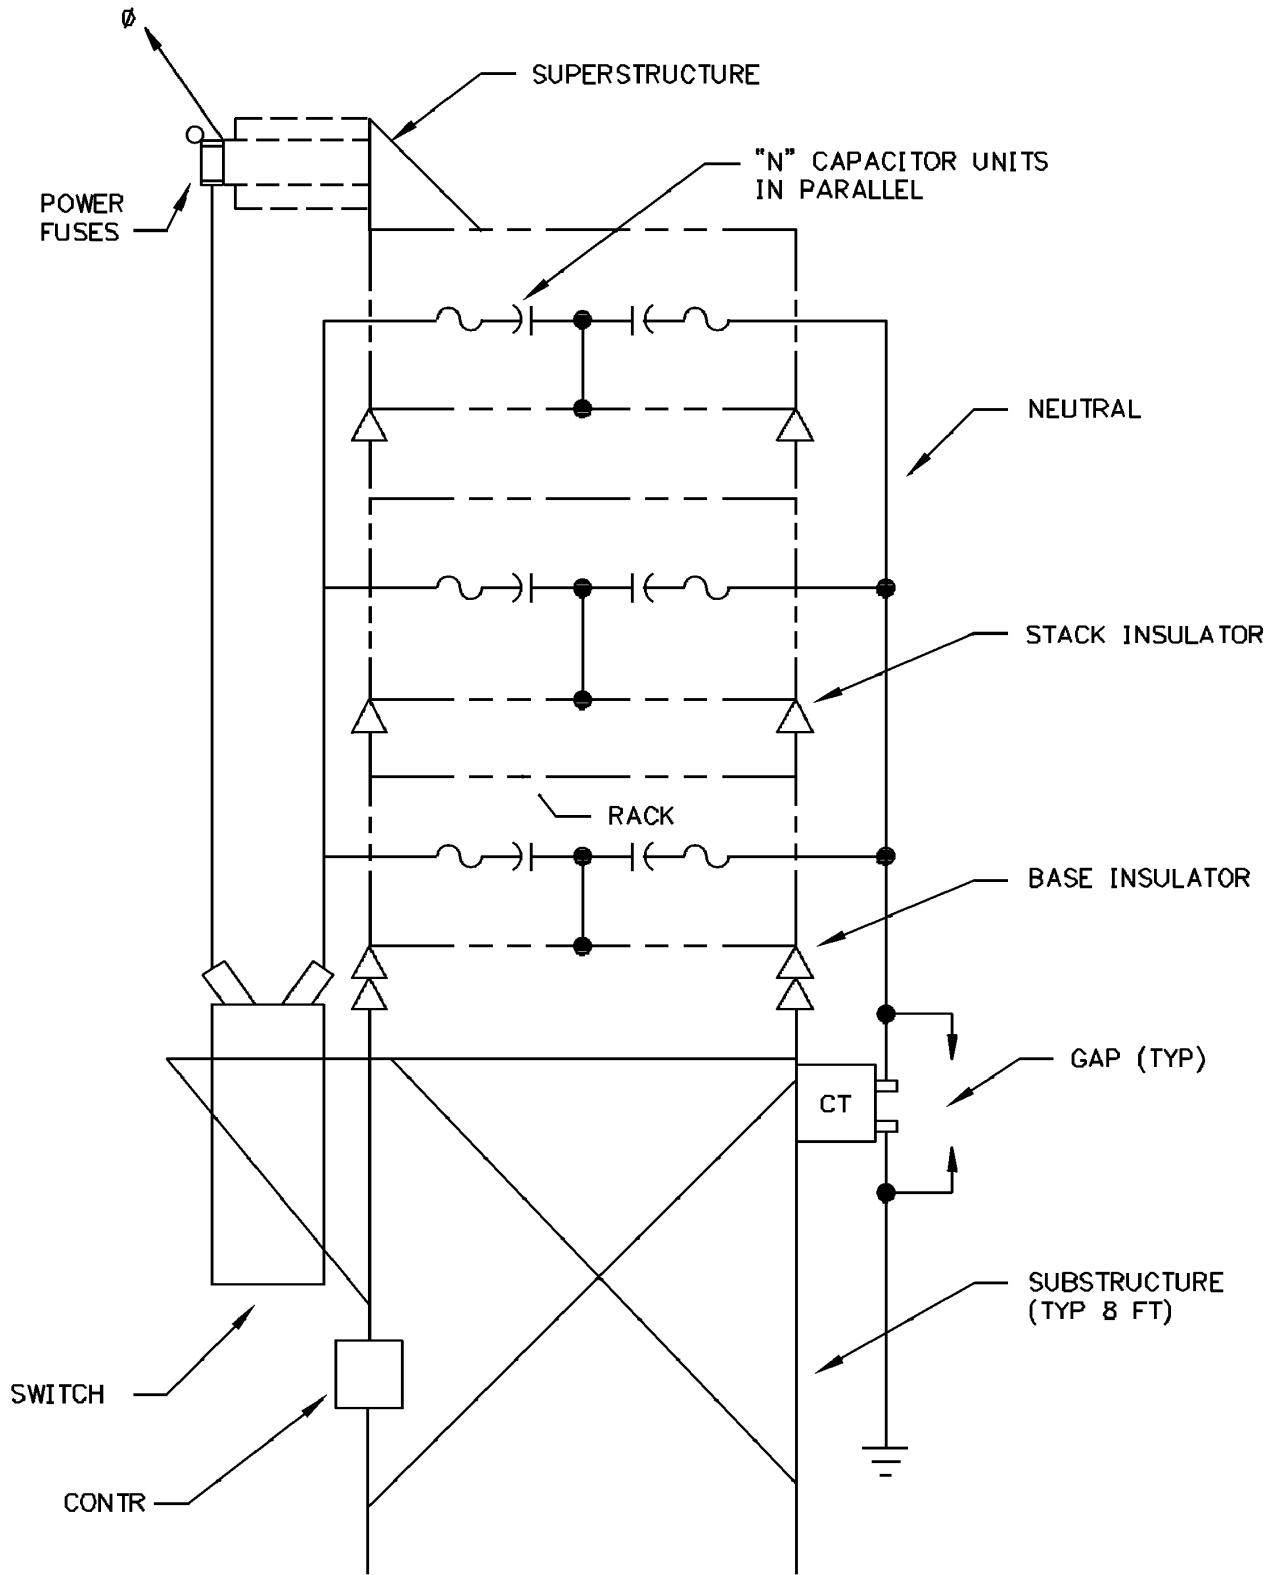 Ø
SUPERSTRUCTURE
"N" CAPACITOR UNITS
IN PARALLEL
POWER
FUSES
NEUTRAL
STACK INSULATOR
RACK
BASE INSULATOR
GAP (TYP)
CT
SUBSTRUCTURE
(TYP 8 FT)
SWITCH
CONTR